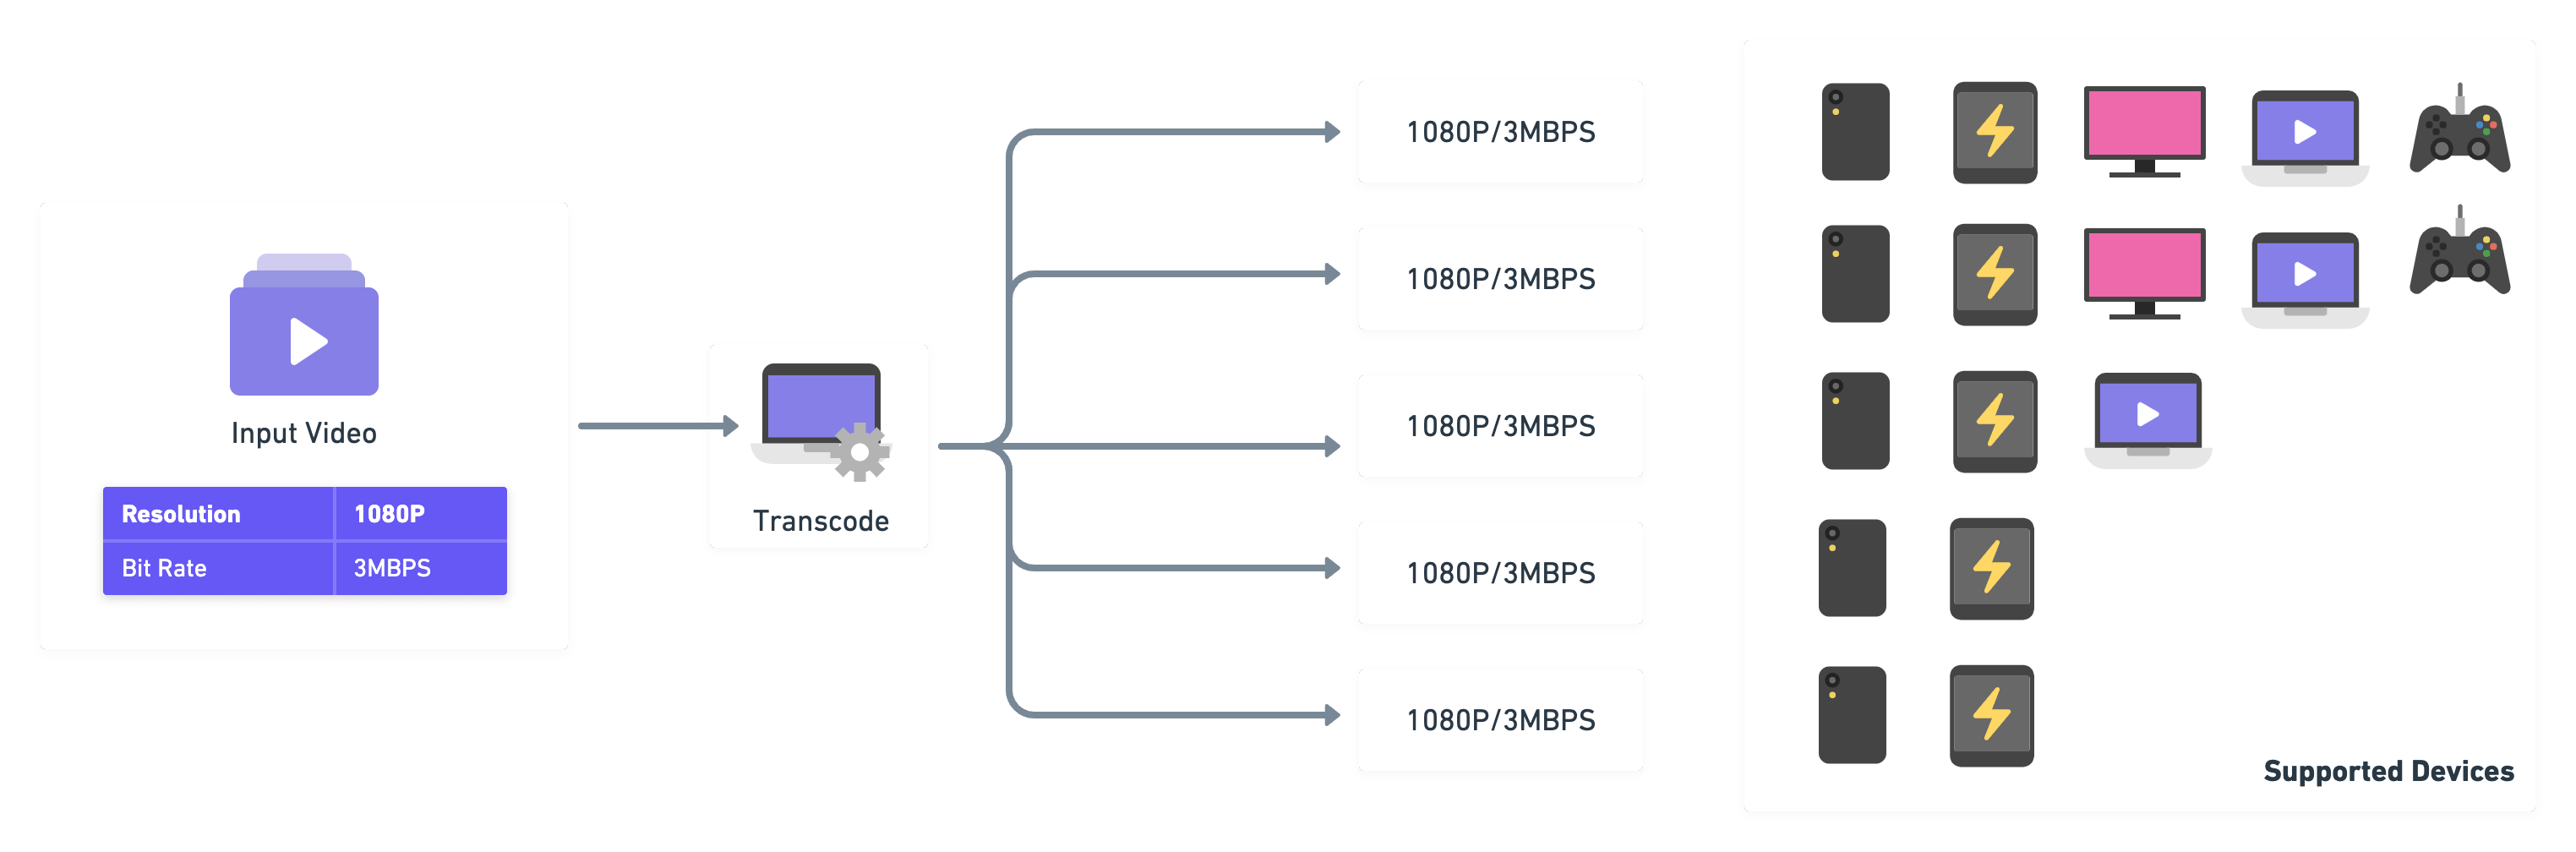 Input Video
Resolution 1080P
Bit Rate 3MBPS
Transcode
1080P/3MBPS
1080P/3MBPS
1080P/3MBPS
1080P/3MBPS
1080P/3MBPS
Supported Devices